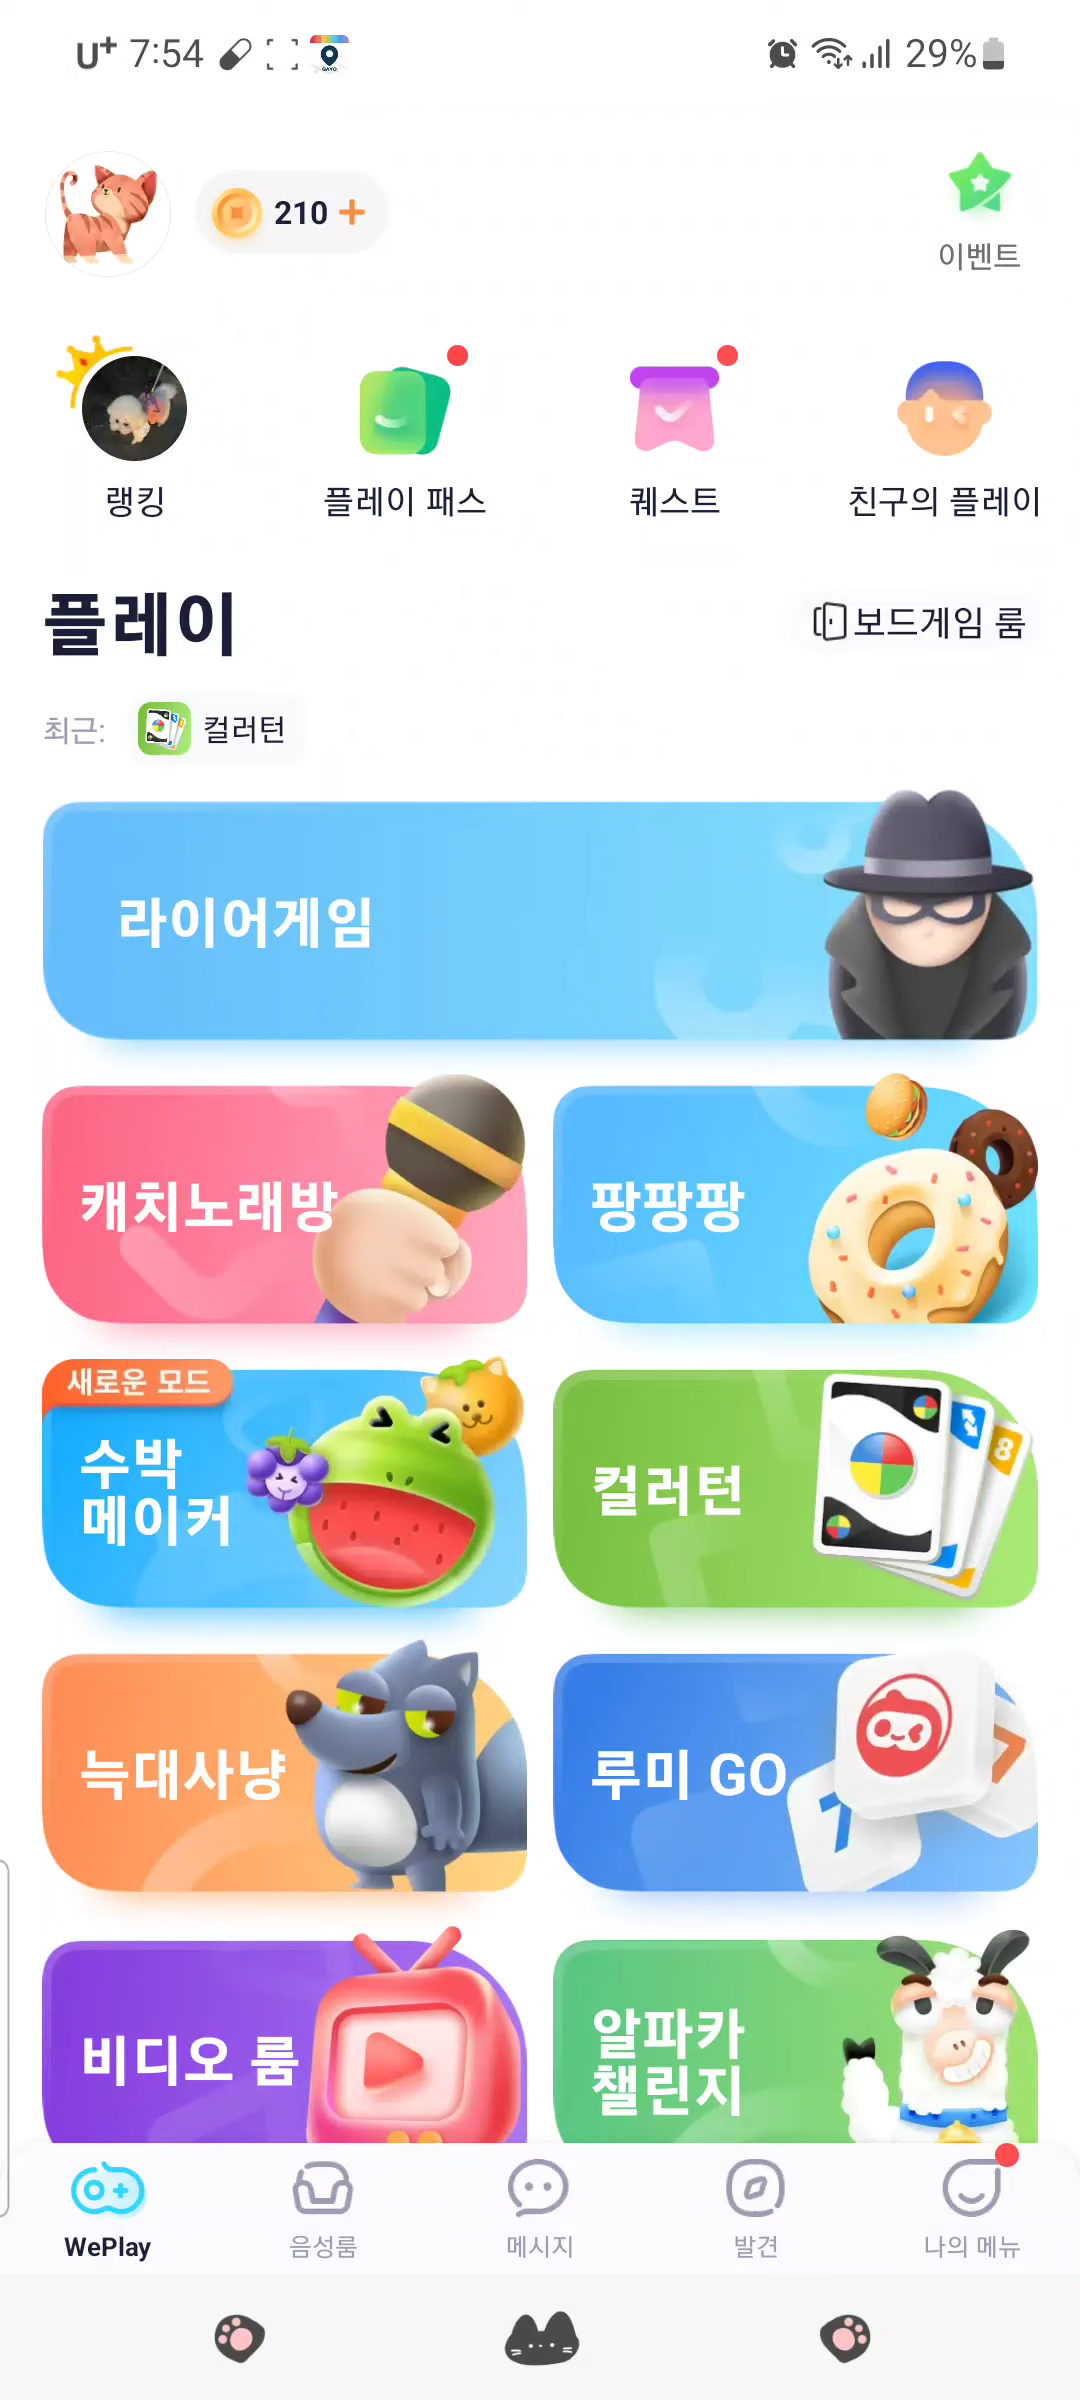 U+ 7:54
29%
210
이벤트
랭킹
플레이 패스
퀘스트
친구의 플레이
플레이
보드게임 룸
최근:
컬러턴
라이어게임
캐치노래방
팡팡팡
새로운 모드
수박
메이커
컬러턴
8
늑대사냥
루미 GO
7
7
비디오 룸
알파카
챌린지
WePlay
음성룸
메시지
발견
나의 메뉴